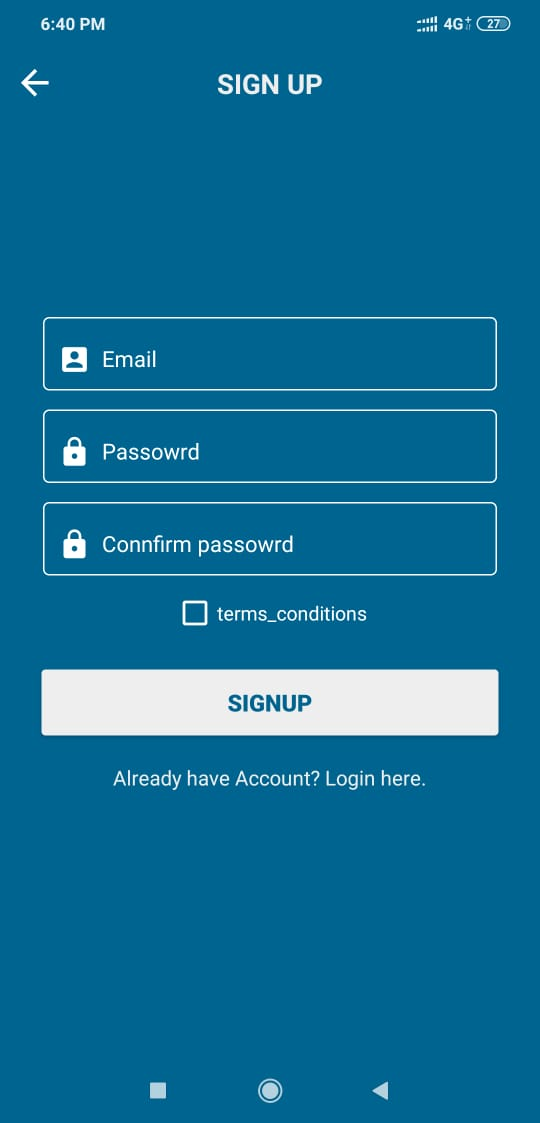 6:40 PM 4G+ 27
SIGN UP
Email
Passowrd
Connfirm passowrd
terms_conditions
SIGNUP
Already have Account? Login here.